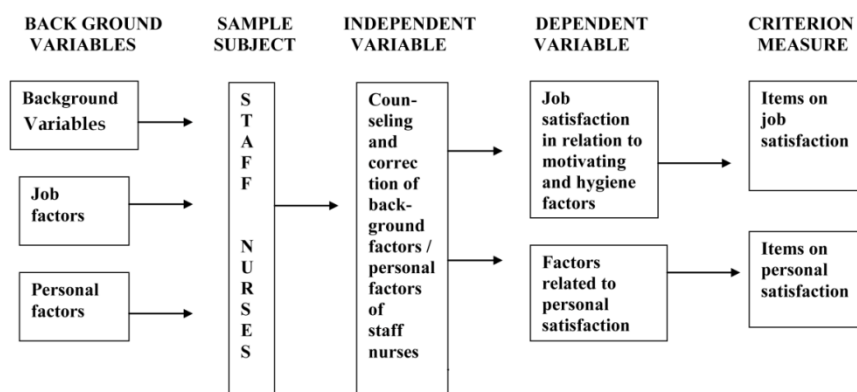 BACK GROUND VARIABLES
SAMPLE SUBJECT
INDEPENDENT VARIABLE
DEPENDENT VARIABLE
CRITERION MEASURE
Background
Variables
Job
factors
Personal
factors
S
T
A
F
F
N
U
R
S
E
S
Coun-
seling
and
correc
tion of
back-
ground
factors /
personal
factors
of
staff
nurses
Job
satisfaction
in relation to
motivating
and hygiene
factors
Factors
related to
personal
satisfaction
Items on
job
satisfaction
Items on
personal
satisfaction